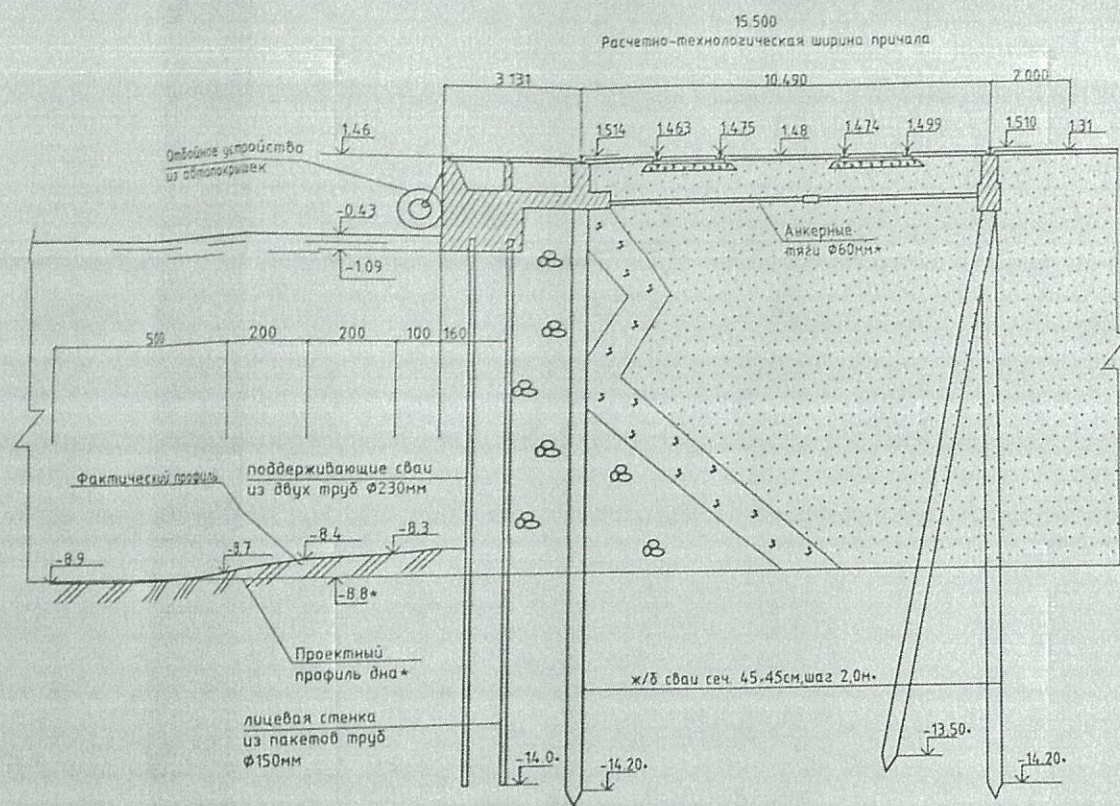 15.500
Расчетно-технологическая ширина причала
3 131
10.490
2.000
1.46
1.514
1.463
1.475
1.48
1.474
1.499
1.510
1.31
Отбойное устройства
из автопокрышек
-0.43
-1.09
Анкерные
тяги Ф60мм*
500
200
200
100
160
Фактический профиль
поддерживающие сваи
из двух труб Ф230мм
-8.9
-8.4
-8.3
-8.8*
Проектный
профиль дна*
ж/б сваи сеч. 45*45см,шаг 2,0м*
лицевая стенка
из пакетов труб
Ф150мм
-14.0*
-14.20*
-13.50*
-14.20*